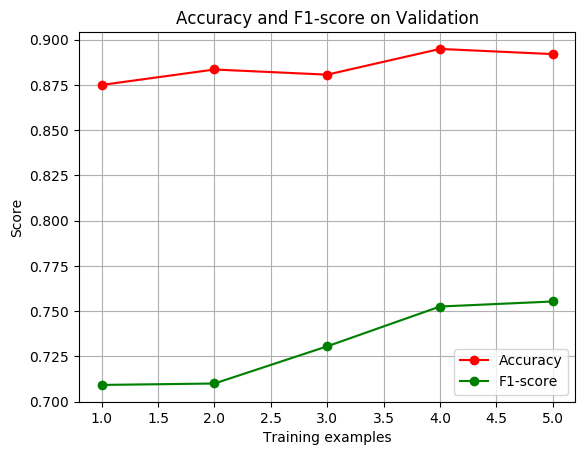 Accuracy and F1-score on Validation
0.900
0.875
0.850
0.825
0.800
0.775
0.750
0.725
0.700
Score
1.0 1.5 2.0 2.5 3.0 3.5 4.0 4.5 5.0
Training examples
Accuracy
F1-score